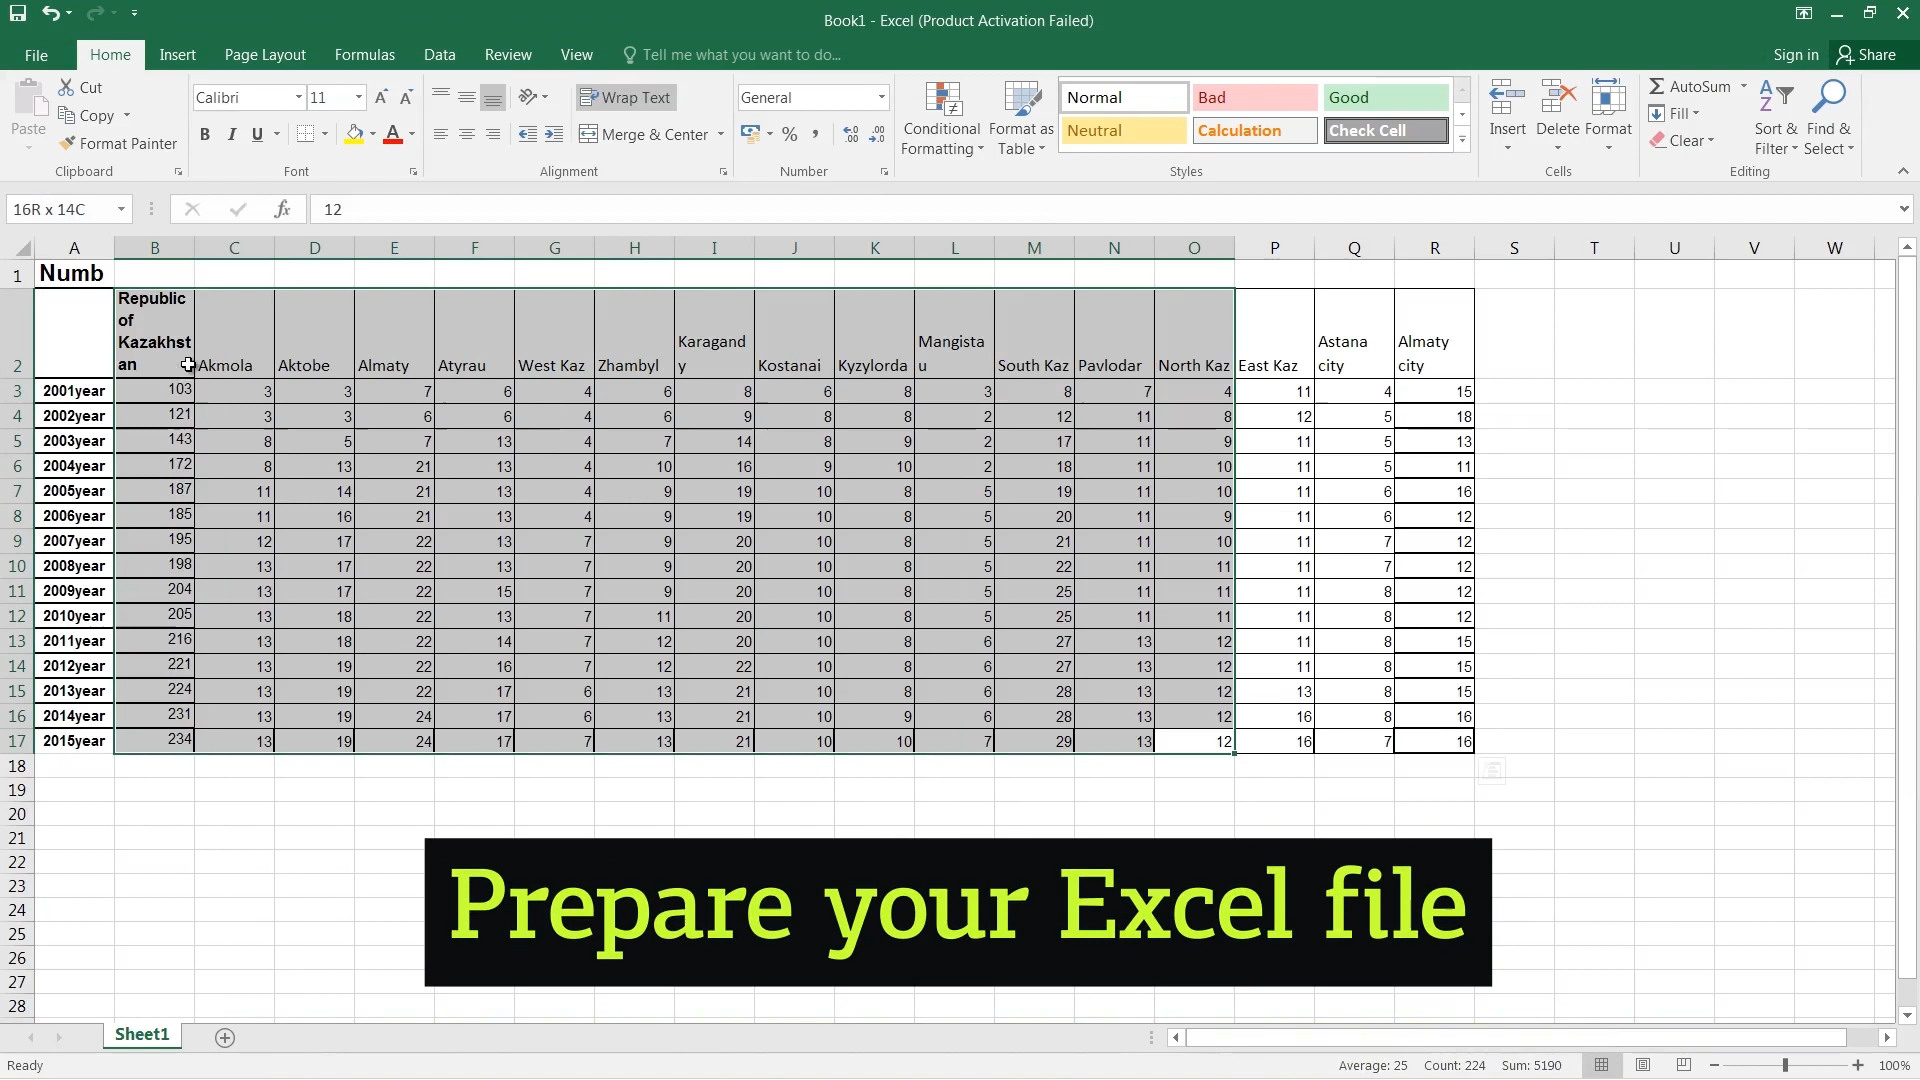 Book1 - Excel (Product Activation Failed)
File Home Insert Page Layout Formulas Data Review View Tell me what you want to do... Sign in Share
Paste
Cut
Copy
Format Painter
Clipboard
Calibri 11
B I U
Font
Wrap Text
Merge & Center
Alignment
General
Number
Conditional Formatting
Format as Table
Normal Bad Good
Neutral Calculation Check Cell
Styles
Insert Delete Format
Cells
AutoSum
Fill
Clear
Sort & Filter
Find & Select
Editing
16R x 14C fx 12
A B C D E F G H I J K L M N O P Q R S T U V W
1 Numb
2 Republic of Kazakhstan Akmola Aktobe Almaty Atyrau West Kaz Zhambyl Karagandy Kostanai Kyzylorda Mangistau South Kaz Pavlodar North Kaz East Kaz Astana city Almaty city
3 2001year 103 3 3 7 6 4 6 8 6 8 3 8 7 4 11 4 15
4 2002year 121 3 3 6 6 4 6 9 8 8 2 12 11 8 12 5 18
5 2003year 143 8 5 7 13 4 7 14 8 9 2 17 11 9 11 5 13
6 2004year 172 8 13 21 13 4 10 16 9 10 2 18 11 10 11 5 11
7 2005year 187 11 14 21 13 4 9 19 10 8 5 19 11 10 11 6 16
8 2006year 185 11 16 21 13 4 9 19 10 8 5 20 11 9 11 6 12
9 2007year 195 12 17 22 13 7 9 20 10 8 5 21 11 10 11 7 12
10 2008year 198 13 17 22 13 7 9 20 10 8 5 22 11 11 11 7 12
11 2009year 204 13 17 22 15 7 9 20 10 8 5 25 11 11 11 8 12
12 2010year 205 13 18 22 13 7 11 20 10 8 5 25 11 11 11 8 12
13 2011year 216 13 18 22 14 7 12 20 10 8 6 27 13 12 11 8 15
14 2012year 221 13 19 22 16 7 12 22 10 8 6 27 13 12 11 8 15
15 2013year 224 13 19 22 17 6 13 21 10 8 6 28 13 12 13 8 15
16 2014year 231 13 19 24 17 6 13 21 10 9 6 28 13 12 16 8 16
17 2015year 234 13 19 24 17 7 13 21 10 10 7 29 13 12 16 7 16
18
19
20
21
22
23
24
25
26
27
28
Prepare your Excel file
Sheet1
Ready Average: 25 Count: 224 Sum: 5190 100%